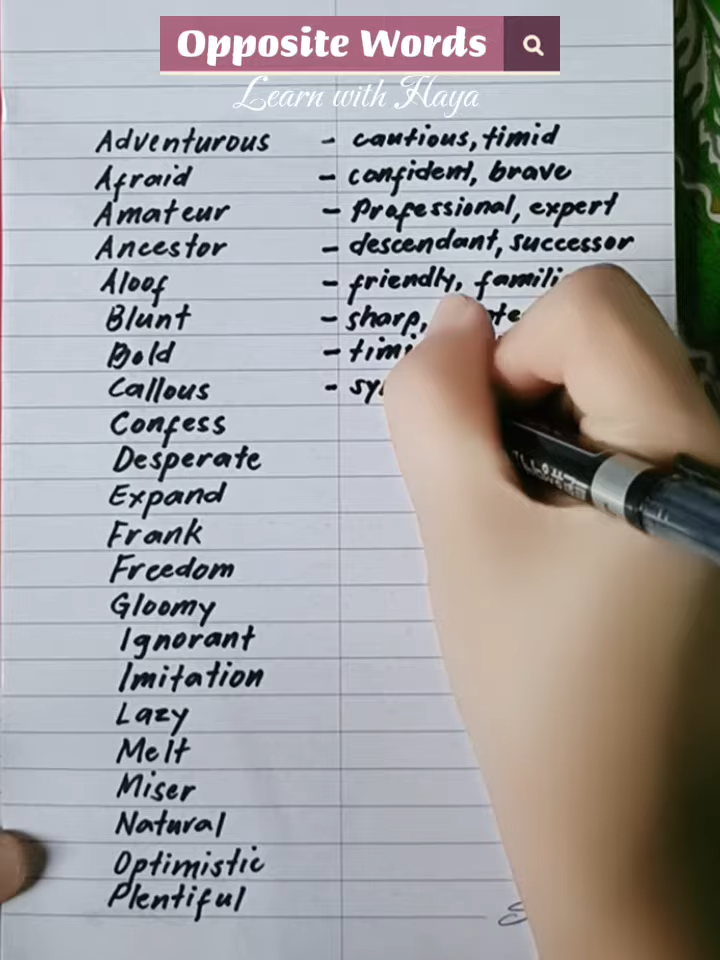 Opposite Words
Learn with Haya
Adventurous - cautious, timid
Afraid - confident, brave
Amateur - Professional, expert
Ancestor - descendant, successor
Aloof - friendly,
Blunt - sharp,
Bold -
Callous -
Confess
Desperate
Expand
Frank
Freedom
Gloomy
Ignorant
Imitation
Lazy
Melt
Miser
Natural
Optimistic
Plentiful